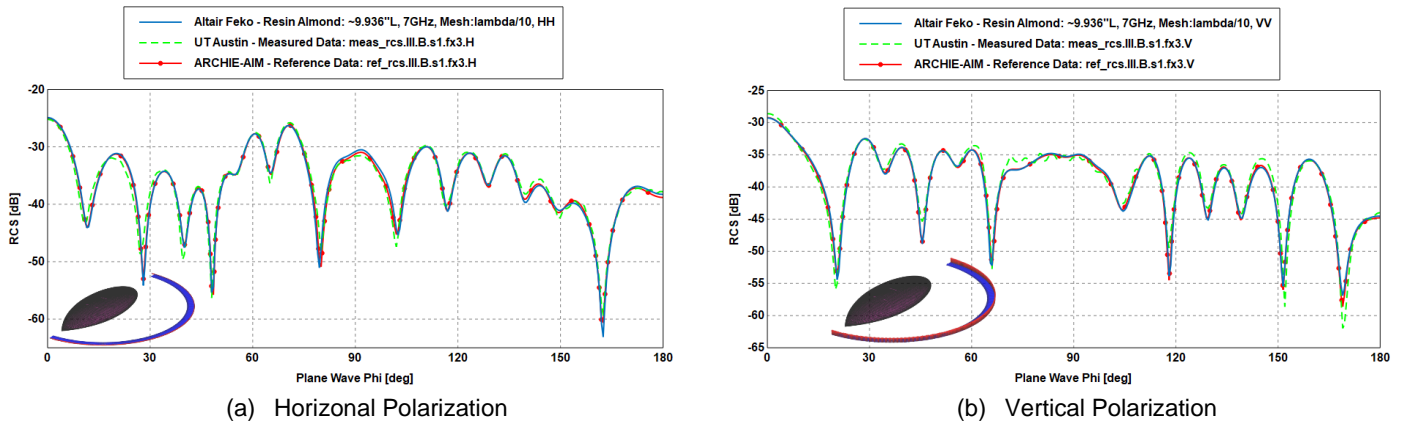 Altair Feko - Resin Almond: ~9.936"L, 7GHz, Mesh:lambda/10, HH
UT Austin - Measured Data: meas_rcs.III.B.s1.fx3.H
ARCHIE-AIM - Reference Data: ref_rcs.III.B.s1.fx3.H
-20
-30
-40
-50
-60
RCS [dB]
0 30 60 90 120 150 180
Plane Wave Phi [deg]
(a) Horizonal Polarization
Altair Feko - Resin Almond: ~9.936"L, 7GHz, Mesh:lambda/10, VV
UT Austin - Measured Data: meas_rcs.III.B.s1.fx3.V
ARCHIE-AIM - Reference Data: ref_rcs.III.B.s1.fx3.V
-25
-30
-35
-40
-45
-50
-55
-60
-65
RCS [dB]
0 30 60 90 120 150 180
Plane Wave Phi [deg]
(b) Vertical Polarization